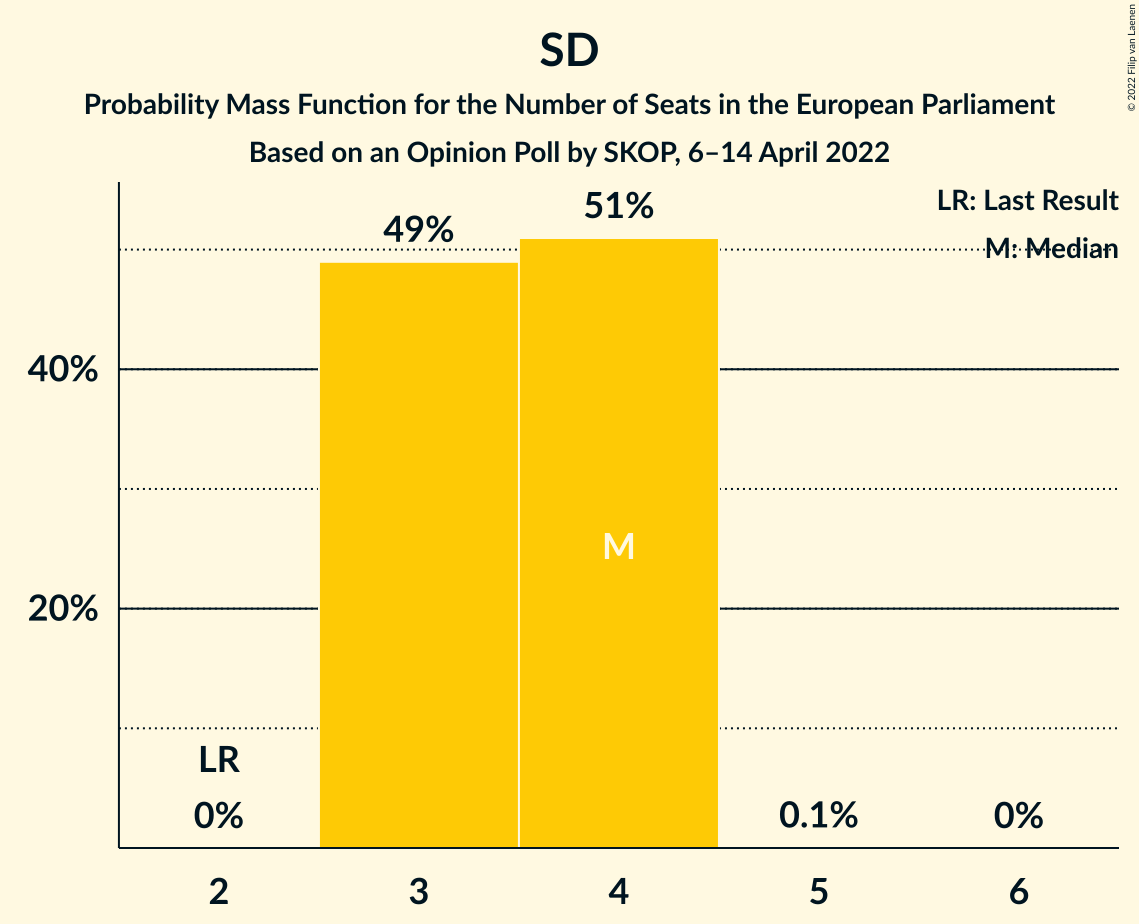 SD
Probability Mass Function for the Number of Seats in the European Parliament
Based on an Opinion Poll by SKOP, 6–14 April 2022
© 2022 Filip van Laenen
LR: Last Result
M: Median
49%
51%
40%
20%
M
LR
0%
0.1%
0%
2
3
4
5
6